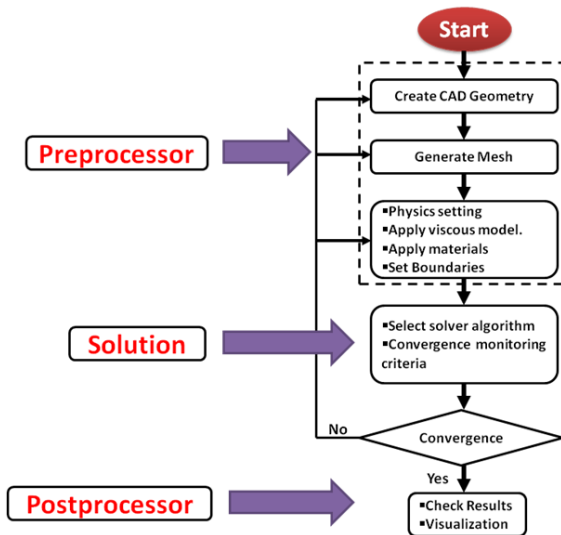 Start
Create CAD Geometry
Preprocessor
Generate Mesh
▪Physics setting
▪Apply viscous model.
▪Apply materials
▪Set Boundaries
Solution
▪Select solver algorithm
▪Convergence monitoring
criteria
No
Convergence
Yes
Postprocessor
▪Check Results
▪Visualization